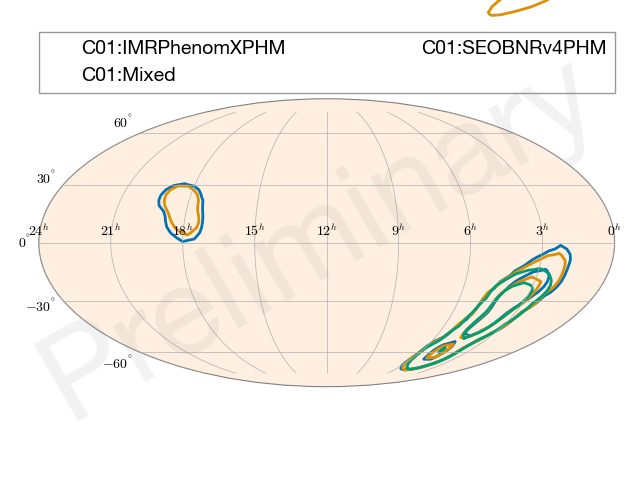 C01:IMRPhenomXPHM C01:SEOBNRv4PHM
C01:Mixed
60°
30°
0° 24h 21h 18h 15h 12h 9h 6h 3h 0h
−30°
−60°
Preliminary